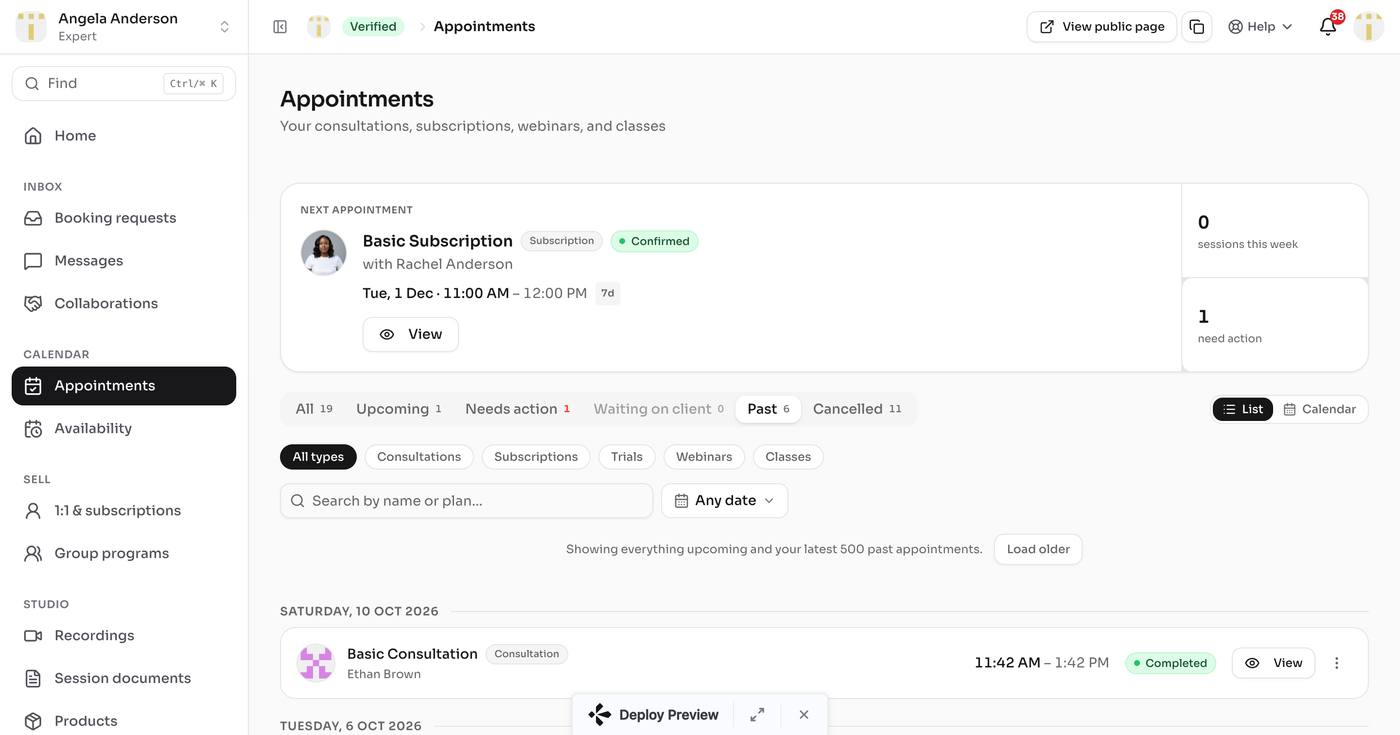 Angela Anderson
Expert
Verified
Appointments
View public page
Help
38
Find
Ctrl/⌘ K
Home
INBOX
Booking requests
Messages
Collaborations
CALENDAR
Appointments
Availability
SELL
1:1 & subscriptions
Group programs
STUDIO
Recordings
Session documents
Products
Appointments
Your consultations, subscriptions, webinars, and classes
NEXT APPOINTMENT
Basic Subscription Subscription Confirmed
with Rachel Anderson
Tue, 1 Dec · 11:00 AM – 12:00 PM 7d
View
0
sessions this week
1
need action
All 19 Upcoming 1 Needs action 1 Waiting on client 0 Past 6 Cancelled 11
List Calendar
All types Consultations Subscriptions Trials Webinars Classes
Search by name or plan...
Any date
Showing everything upcoming and your latest 500 past appointments. Load older
SATURDAY, 10 OCT 2026
Basic Consultation Consultation
Ethan Brown
11:42 AM – 1:42 PM Completed View
TUESDAY, 6 OCT 2026
Deploy Preview